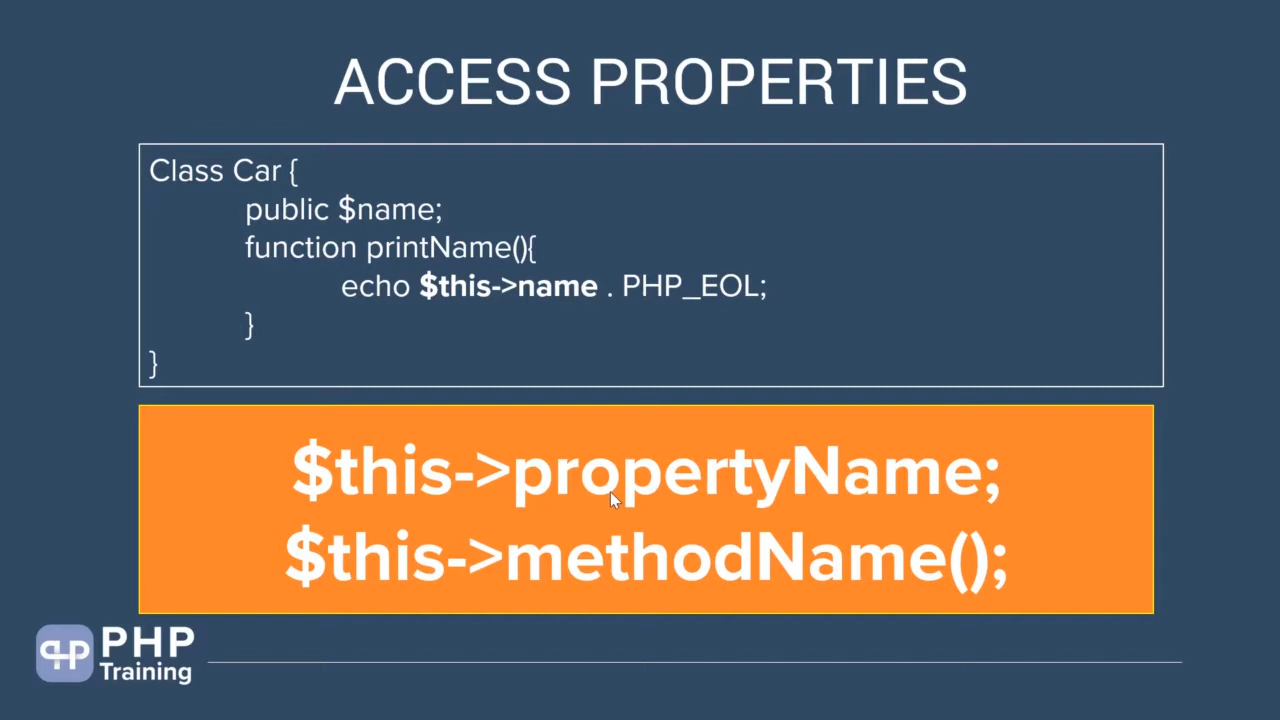 ACCESS PROPERTIES
Class Car {
public $name;
function printName(){
echo $this->name . PHP_EOL;
}
}
$this->propertyName;
$this->methodName();
PHP
Training